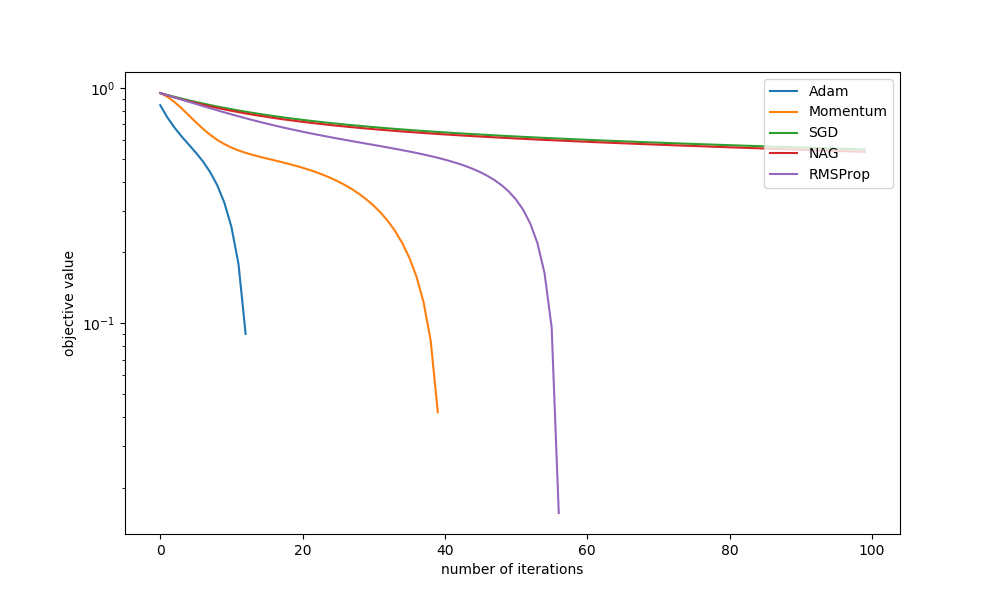 10⁰
10⁻¹
objective value
0
20
40
60
80
100
number of iterations
Adam
Momentum
SGD
NAG
RMSProp